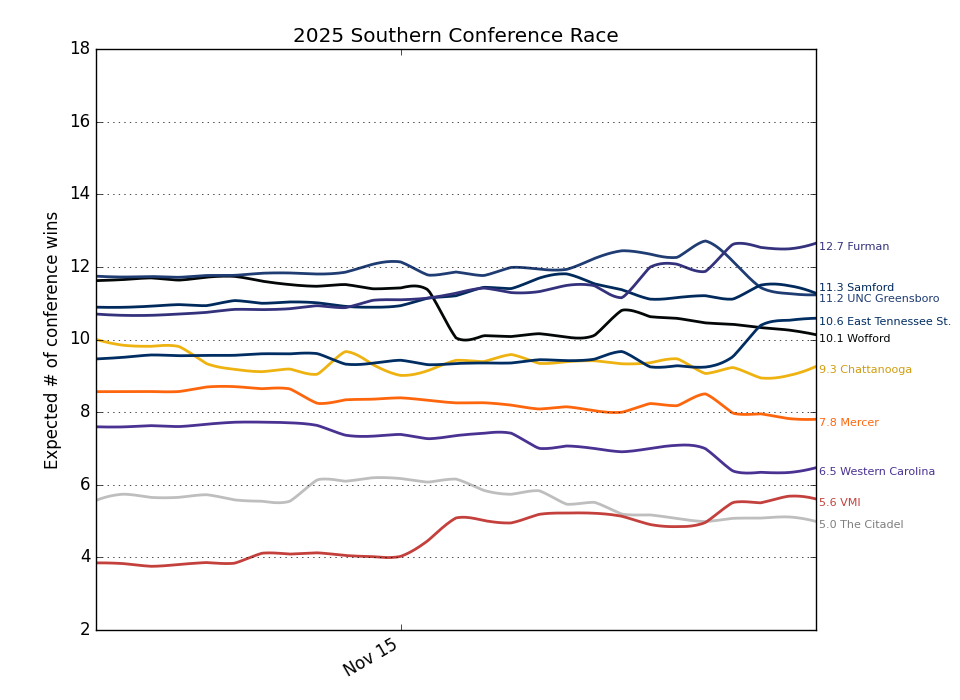 2025 Southern Conference Race
Expected # of conference wins
18
16
14
12
10
8
6
4
2
Nov 15
12.7 Furman
11.3 Samford
11.2 UNC Greensboro
10.6 East Tennessee St.
10.1 Wofford
9.3 Chattanooga
7.8 Mercer
6.5 Western Carolina
5.6 VMI
5.0 The Citadel